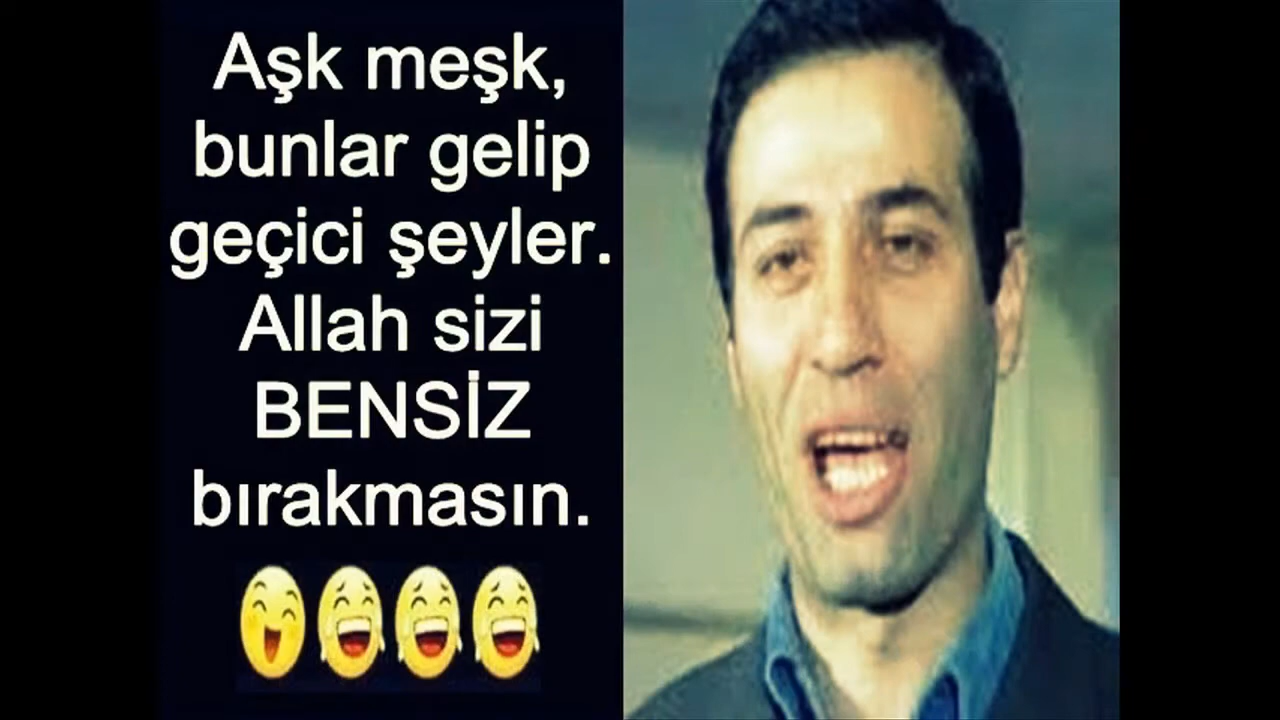 Aşk meşk,
bunlar gelip
geçici şeyler.
Allah sizi
BENSİZ
bırakmasın.